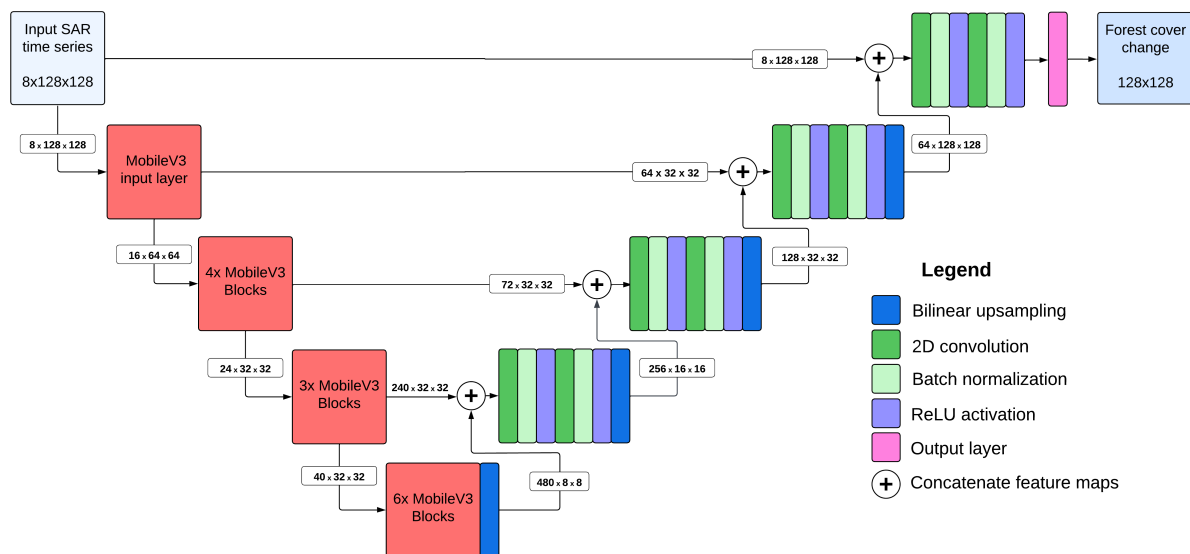 Input SAR
time series
8x128x128
8 x 128 x 128
Forest cover
change
128x128
8 x 128 x 128
MobileV3
input layer
64 x 32 x 32
64 x 128 x 128
16 x 64 x 64
4x MobileV3
Blocks
72 x 32 x 32
128 x 32 x 32
24 x 32 x 32
3x MobileV3
Blocks
240 x 32 x 32
256 x 16 x 16
40 x 32 x 32
6x MobileV3
Blocks
480 x 8 x 8
Legend
Bilinear upsampling
2D convolution
Batch normalization
ReLU activation
Output layer
Concatenate feature maps